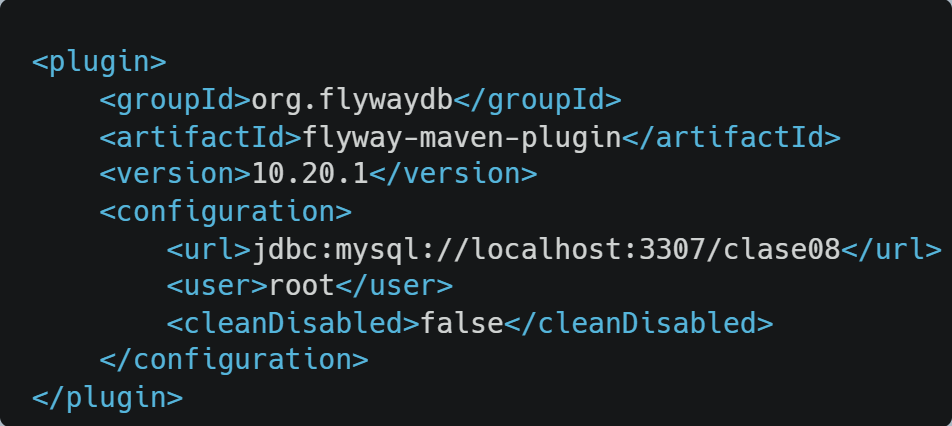 <plugin>
    <groupId>org.flywaydb</groupId>
    <artifactId>flyway-maven-plugin</artifactId>
    <version>10.20.1</version>
    <configuration>
        <url>jdbc:mysql://localhost:3307/clase08</url>
        <user>root</user>
        <cleanDisabled>false</cleanDisabled>
    </configuration>
</plugin>